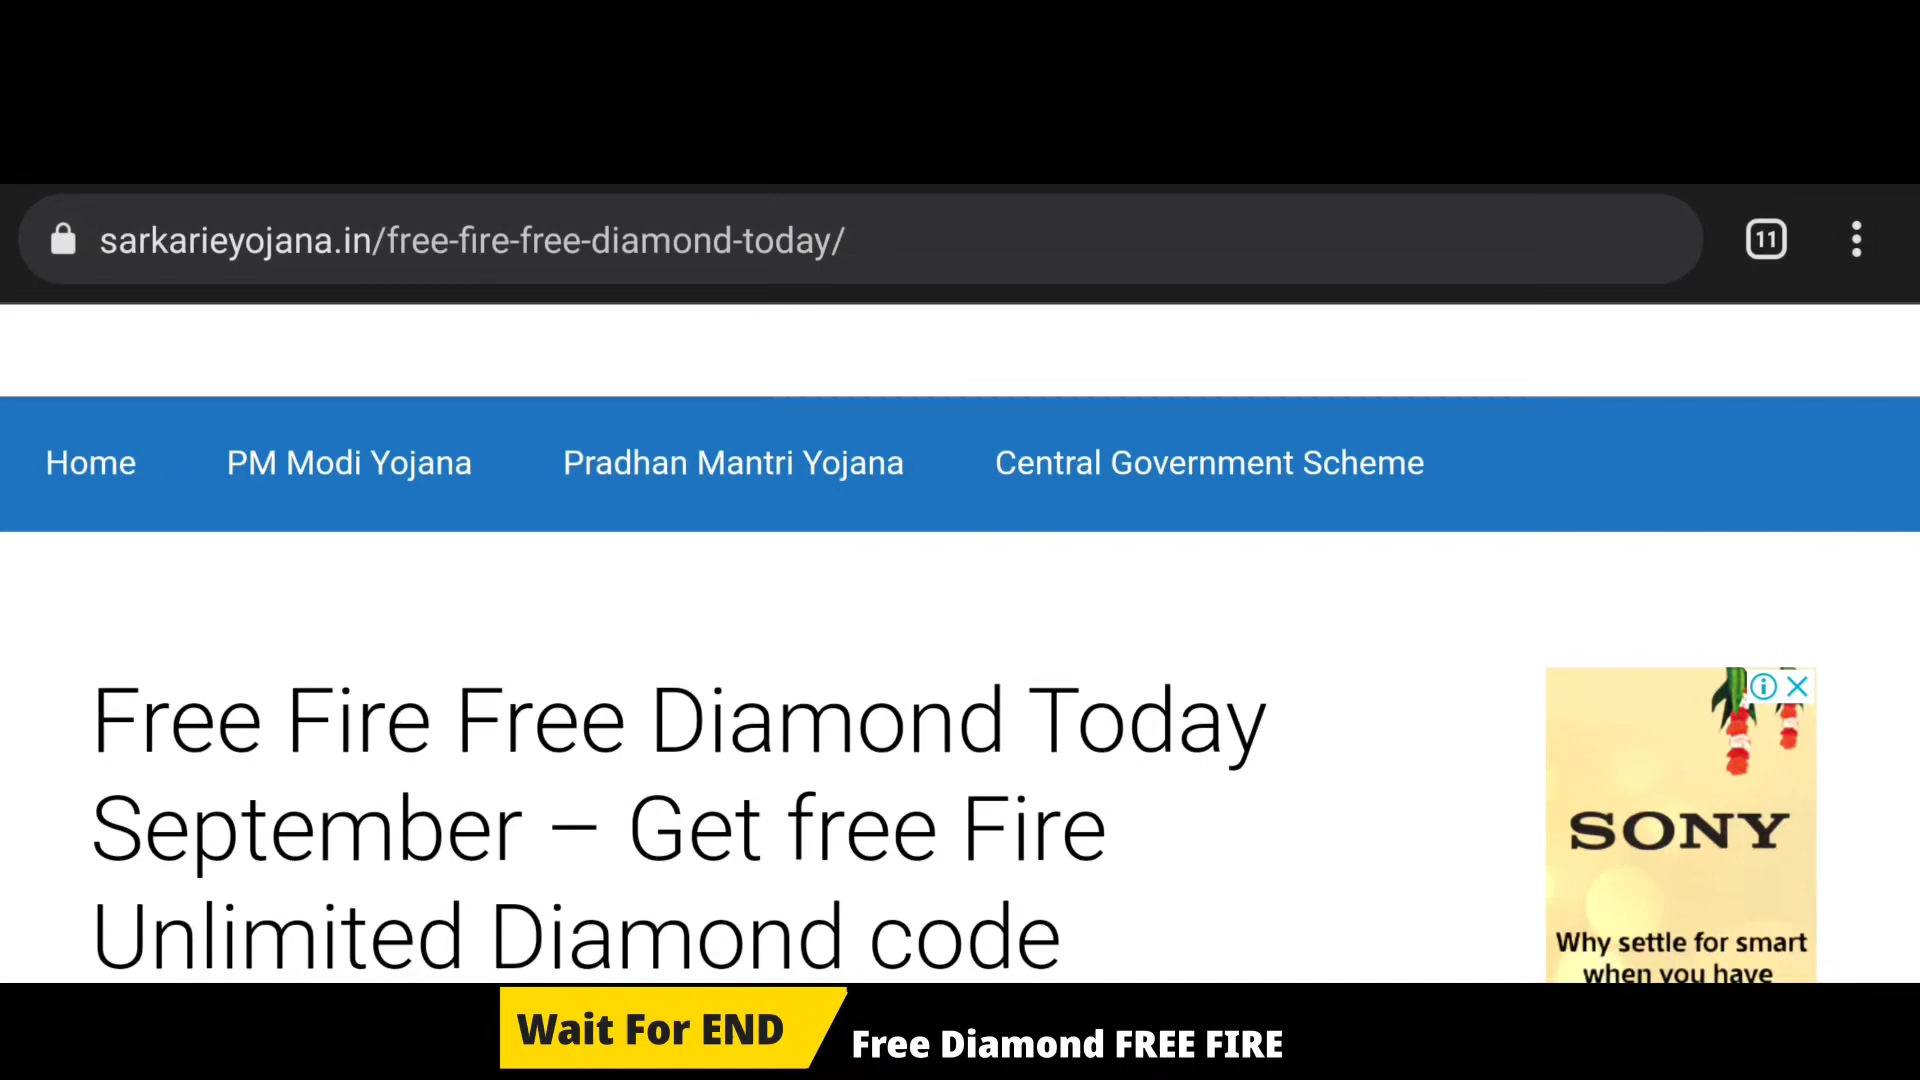 sarkarieyojana.in/free-fire-free-diamond-today/
11
Home PM Modi Yojana Pradhan Mantri Yojana Central Government Scheme
Free Fire Free Diamond Today
September – Get free Fire
Unlimited Diamond code
SONY
Why settle for smart
when you have
Wait For END
Free Diamond FREE FIRE